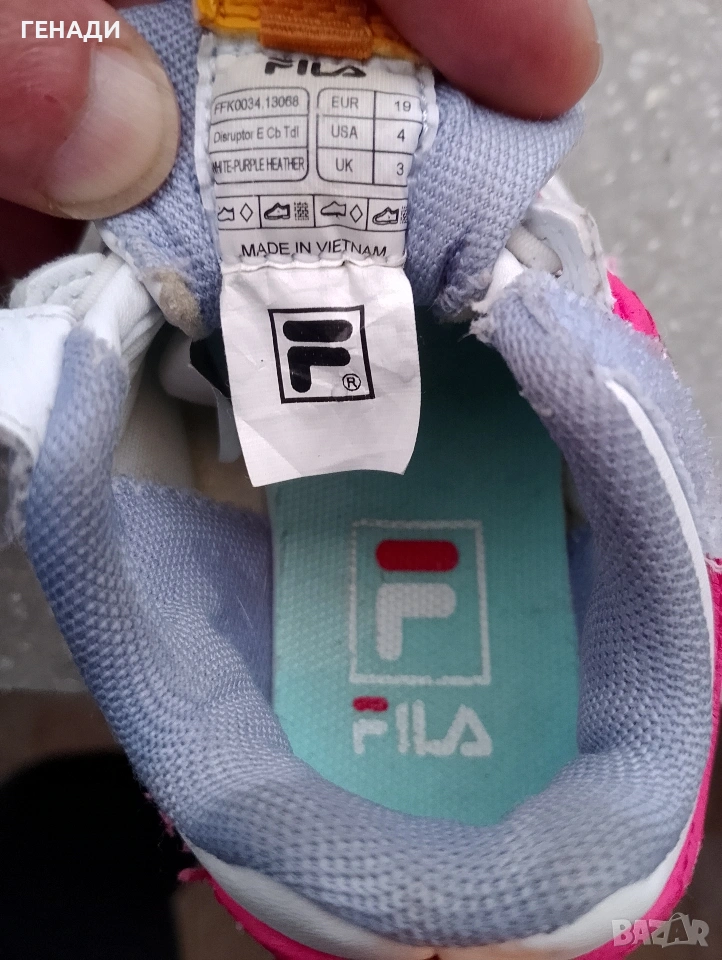 ГЕНАДИ
FILA
FFK0034.13068 EUR 19
Disruptor E Cb Tdl USA 4
WHITE-PURPLE HEATHER UK 3
MADE IN VIETNAM
F
®
F
FILA
BAZAR